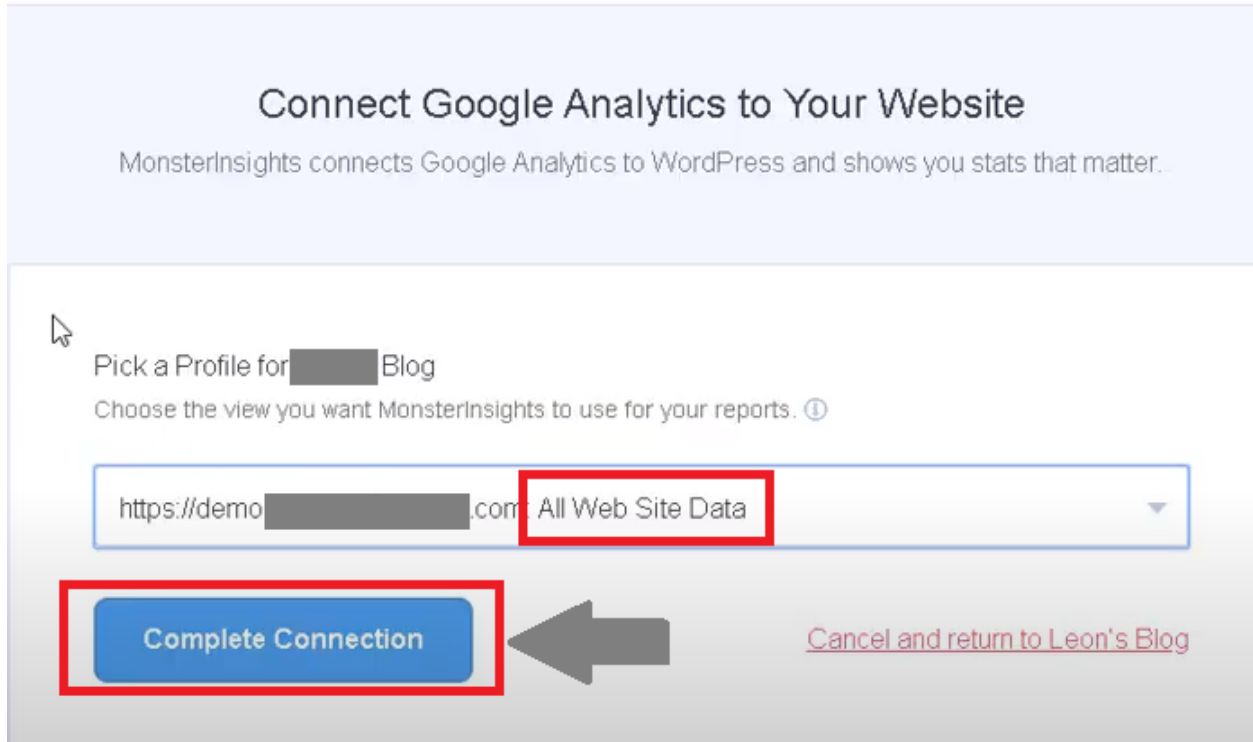 Connect Google Analytics to Your Website
MonsterInsights connects Google Analytics to WordPress and shows you stats that matter.
Pick a Profile for Blog
Choose the view you want MonsterInsights to use for your reports.
https://demo .com: All Web Site Data
Complete Connection
Cancel and return to Leon's Blog